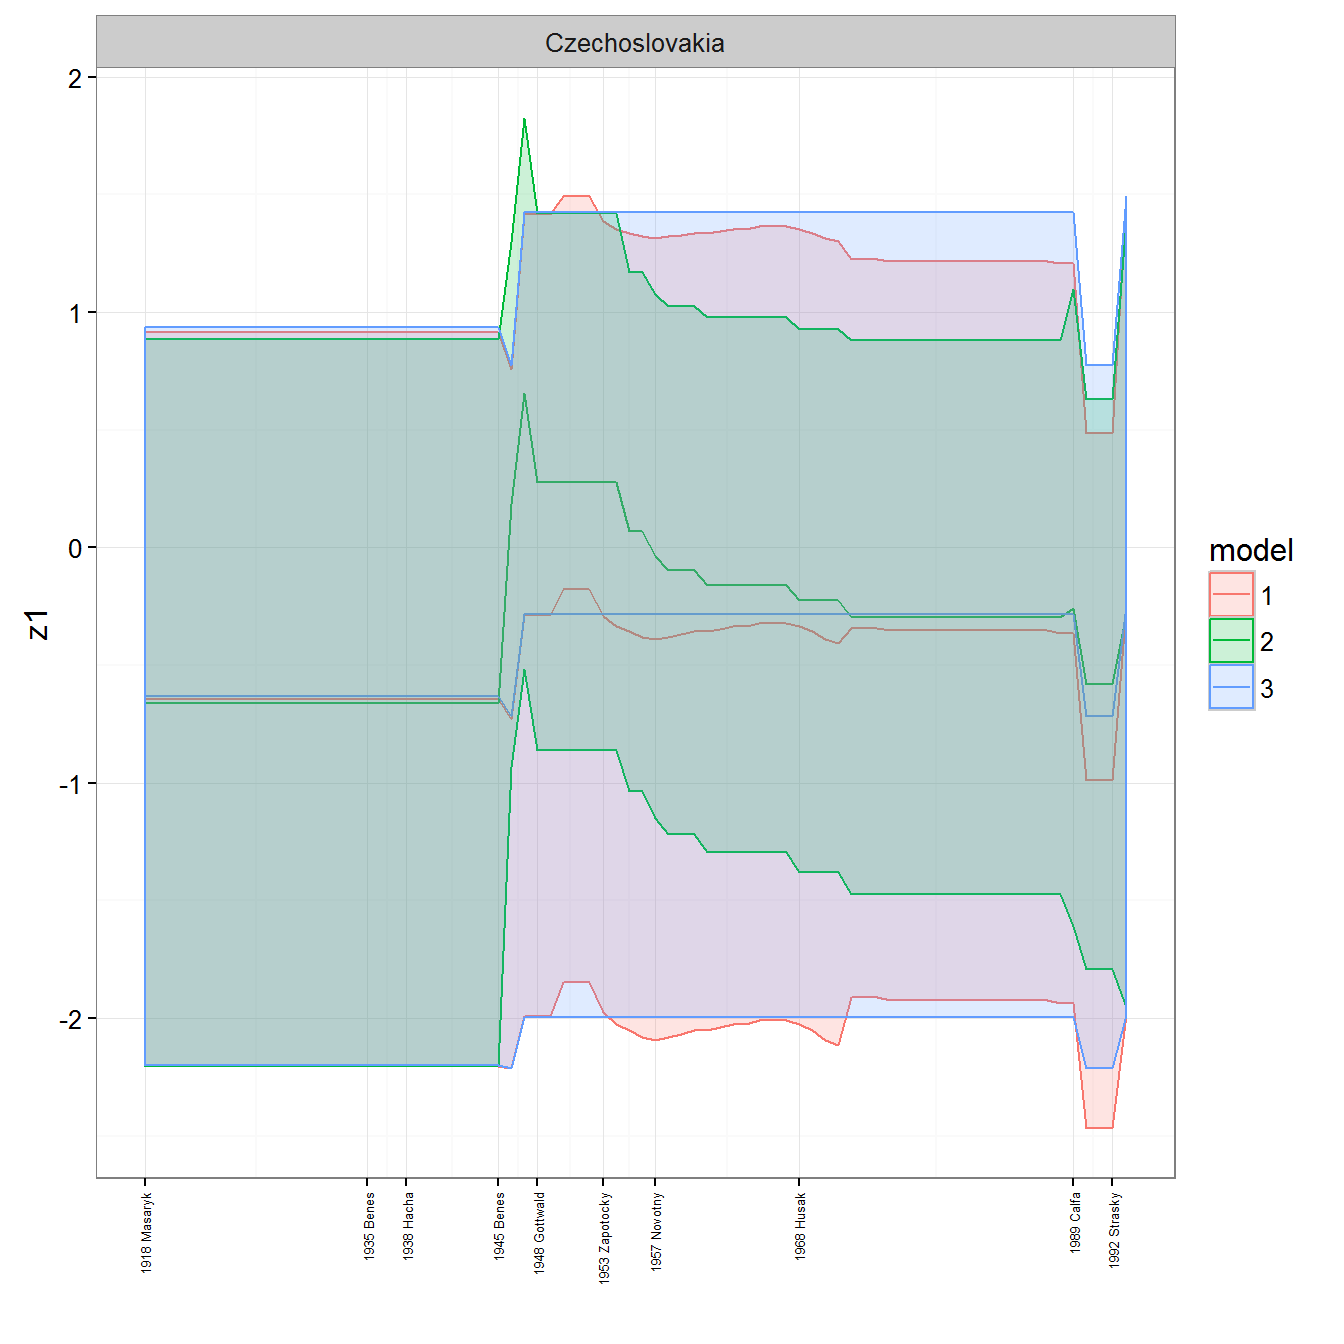 Czechoslovakia
2
1
0
-1
-2
z1
1918 Masaryk
1935 Benes
1938 Hacha
1945 Benes
1948 Gottwald
1953 Zapotocky
1957 Novotny
1968 Husak
1989 Calfa
1992 Strasky
model
1
2
3